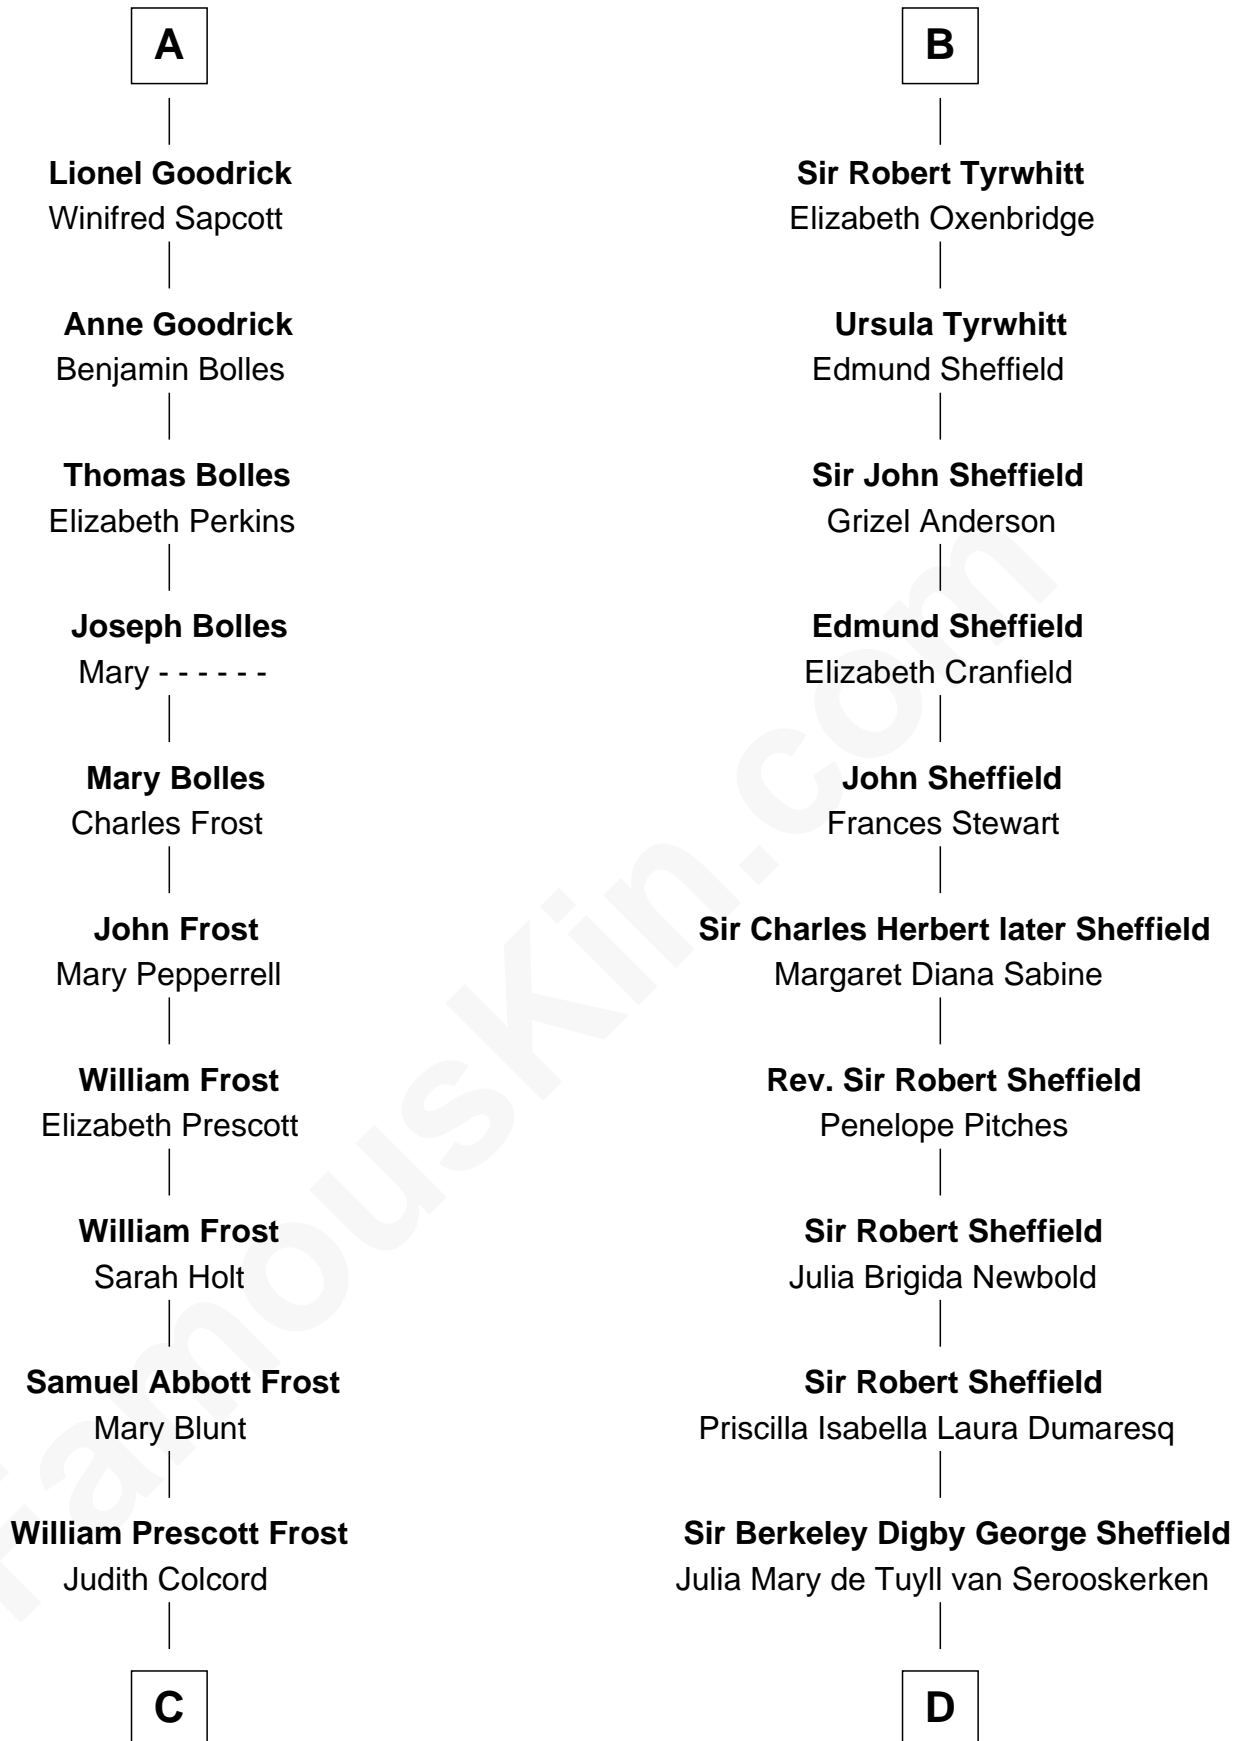 A
Lionel Goodrick
Winifred Sapcott
Anne Goodrick
Benjamin Bolles
Thomas Bolles
Elizabeth Perkins
Joseph Bolles
Mary - - - - - -
Mary Bolles
Charles Frost
John Frost
Mary Pepperrell
William Frost
Elizabeth Prescott
William Frost
Sarah Holt
Samuel Abbott Frost
Mary Blunt
William Prescott Frost
Judith Colcord
C
B
Sir Robert Tyrwhitt
Elizabeth Oxenbridge
Ursula Tyrwhitt
Edmund Sheffield
Sir John Sheffield
Grizel Anderson
Edmund Sheffield
Elizabeth Cranfield
John Sheffield
Frances Stewart
Sir Charles Herbert later Sheffield
Margaret Diana Sabine
Rev. Sir Robert Sheffield
Penelope Pitches
Sir Robert Sheffield
Julia Brigida Newbold
Sir Robert Sheffield
Priscilla Isabella Laura Dumaresq
Sir Berkeley Digby George Sheffield
Julia Mary de Tuyll van Serooskerken
D
FamousKin.com